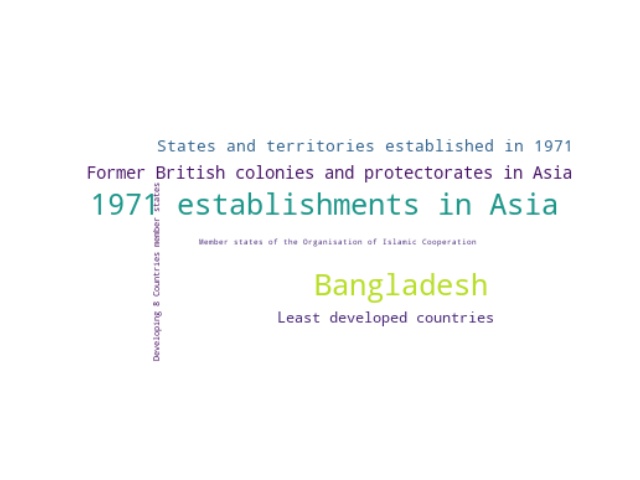 States and territories established in 1971
Former British colonies and protectorates in Asia
1971 establishments in Asia
Member states of the Organisation of Islamic Cooperation
Developing 8 Countries member states
Bangladesh
Least developed countries